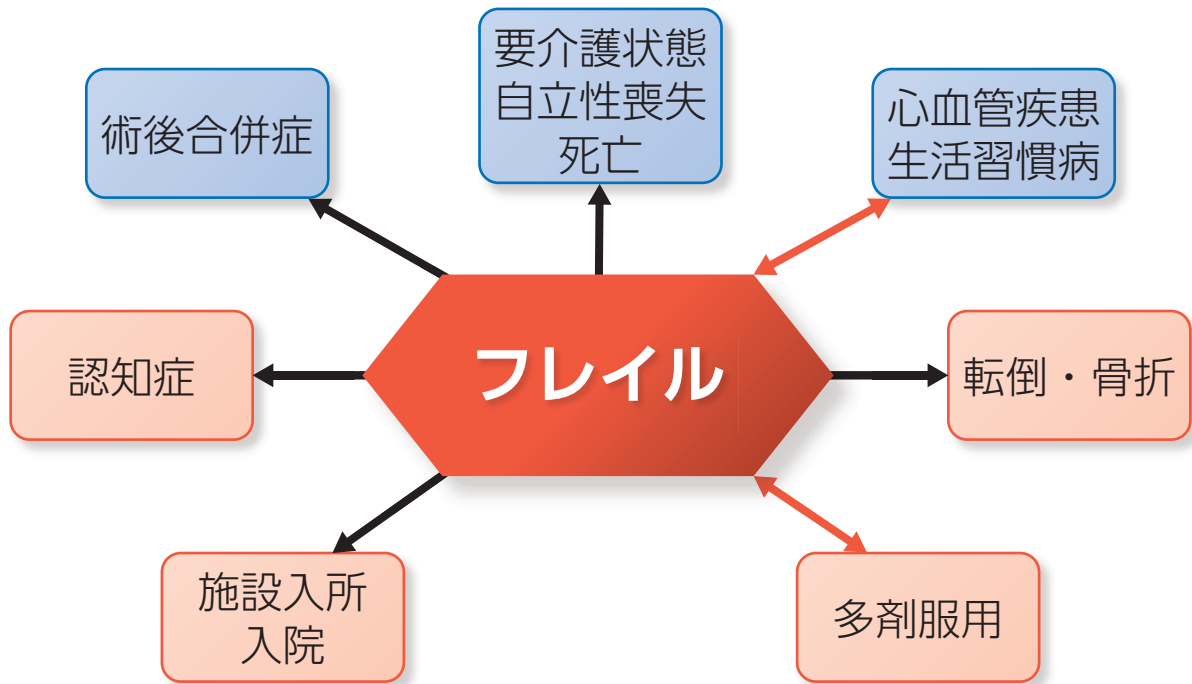 術後合併症
要介護状態
自立性喪失
死亡
心血管疾患
生活習慣病
認知症
フレイル
転倒・骨折
施設入所
入院
多剤服用